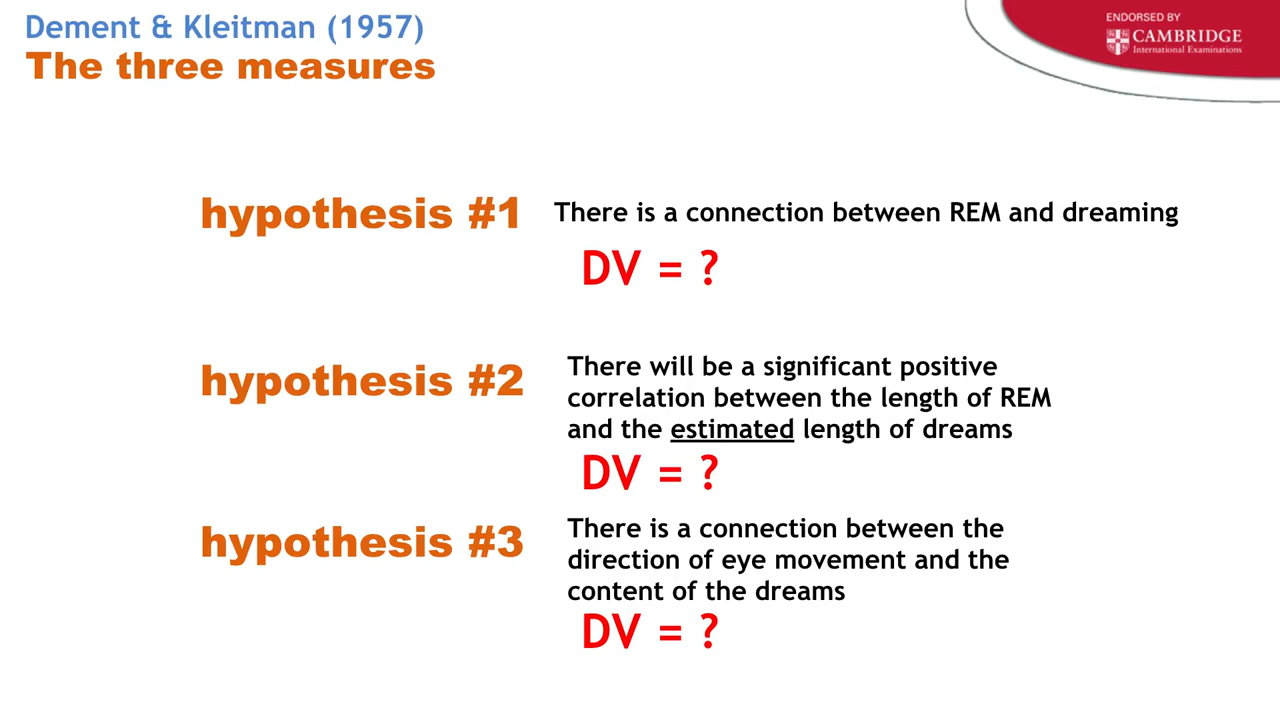 Dement & Kleitman (1957)
The three measures
ENDORSED BY
CAMBRIDGE
International Examinations
hypothesis #1
There is a connection between REM and dreaming
DV = ?
hypothesis #2
There will be a significant positive
correlation between the length of REM
and the estimated length of dreams
DV = ?
hypothesis #3
There is a connection between the
direction of eye movement and the
content of the dreams
DV = ?